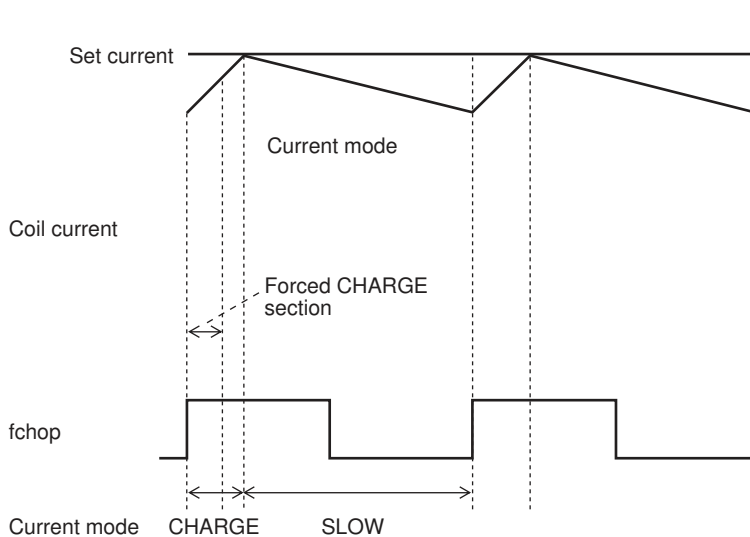 Set current
Current mode
Coil current
Forced CHARGE
section
fchop
Current mode CHARGE SLOW